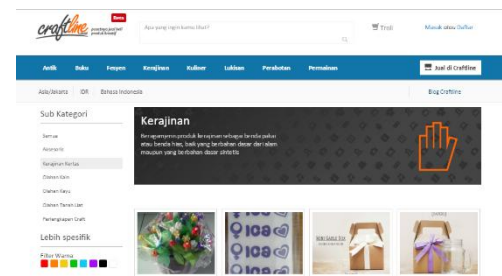 craftline
Beta
Apa yang ingin kamu cari?
Troli
Masuk atau Daftar
Antik
Buku
Fesyen
Kerajinan
Kuliner
Lukisan
Perabotan
Permainan
Jual di Craftline
Asia/Jakarta
IDR
Bahasa Indonesia
Blog Craftline
Sub Kategori
Semua
Aksesoris
Kerajinan Kertas
Olahan Kain
Olahan Kayu
Olahan Tanah Liat
Perlengkapan Craft
Lebih spesifik
Filter Warna
Kerajinan
Beragam jenis produk kerajinan sebagai benda pakai
atau benda hias, baik yang berbahan dasar dari alam
maupun yang berbahan dasar sintetis